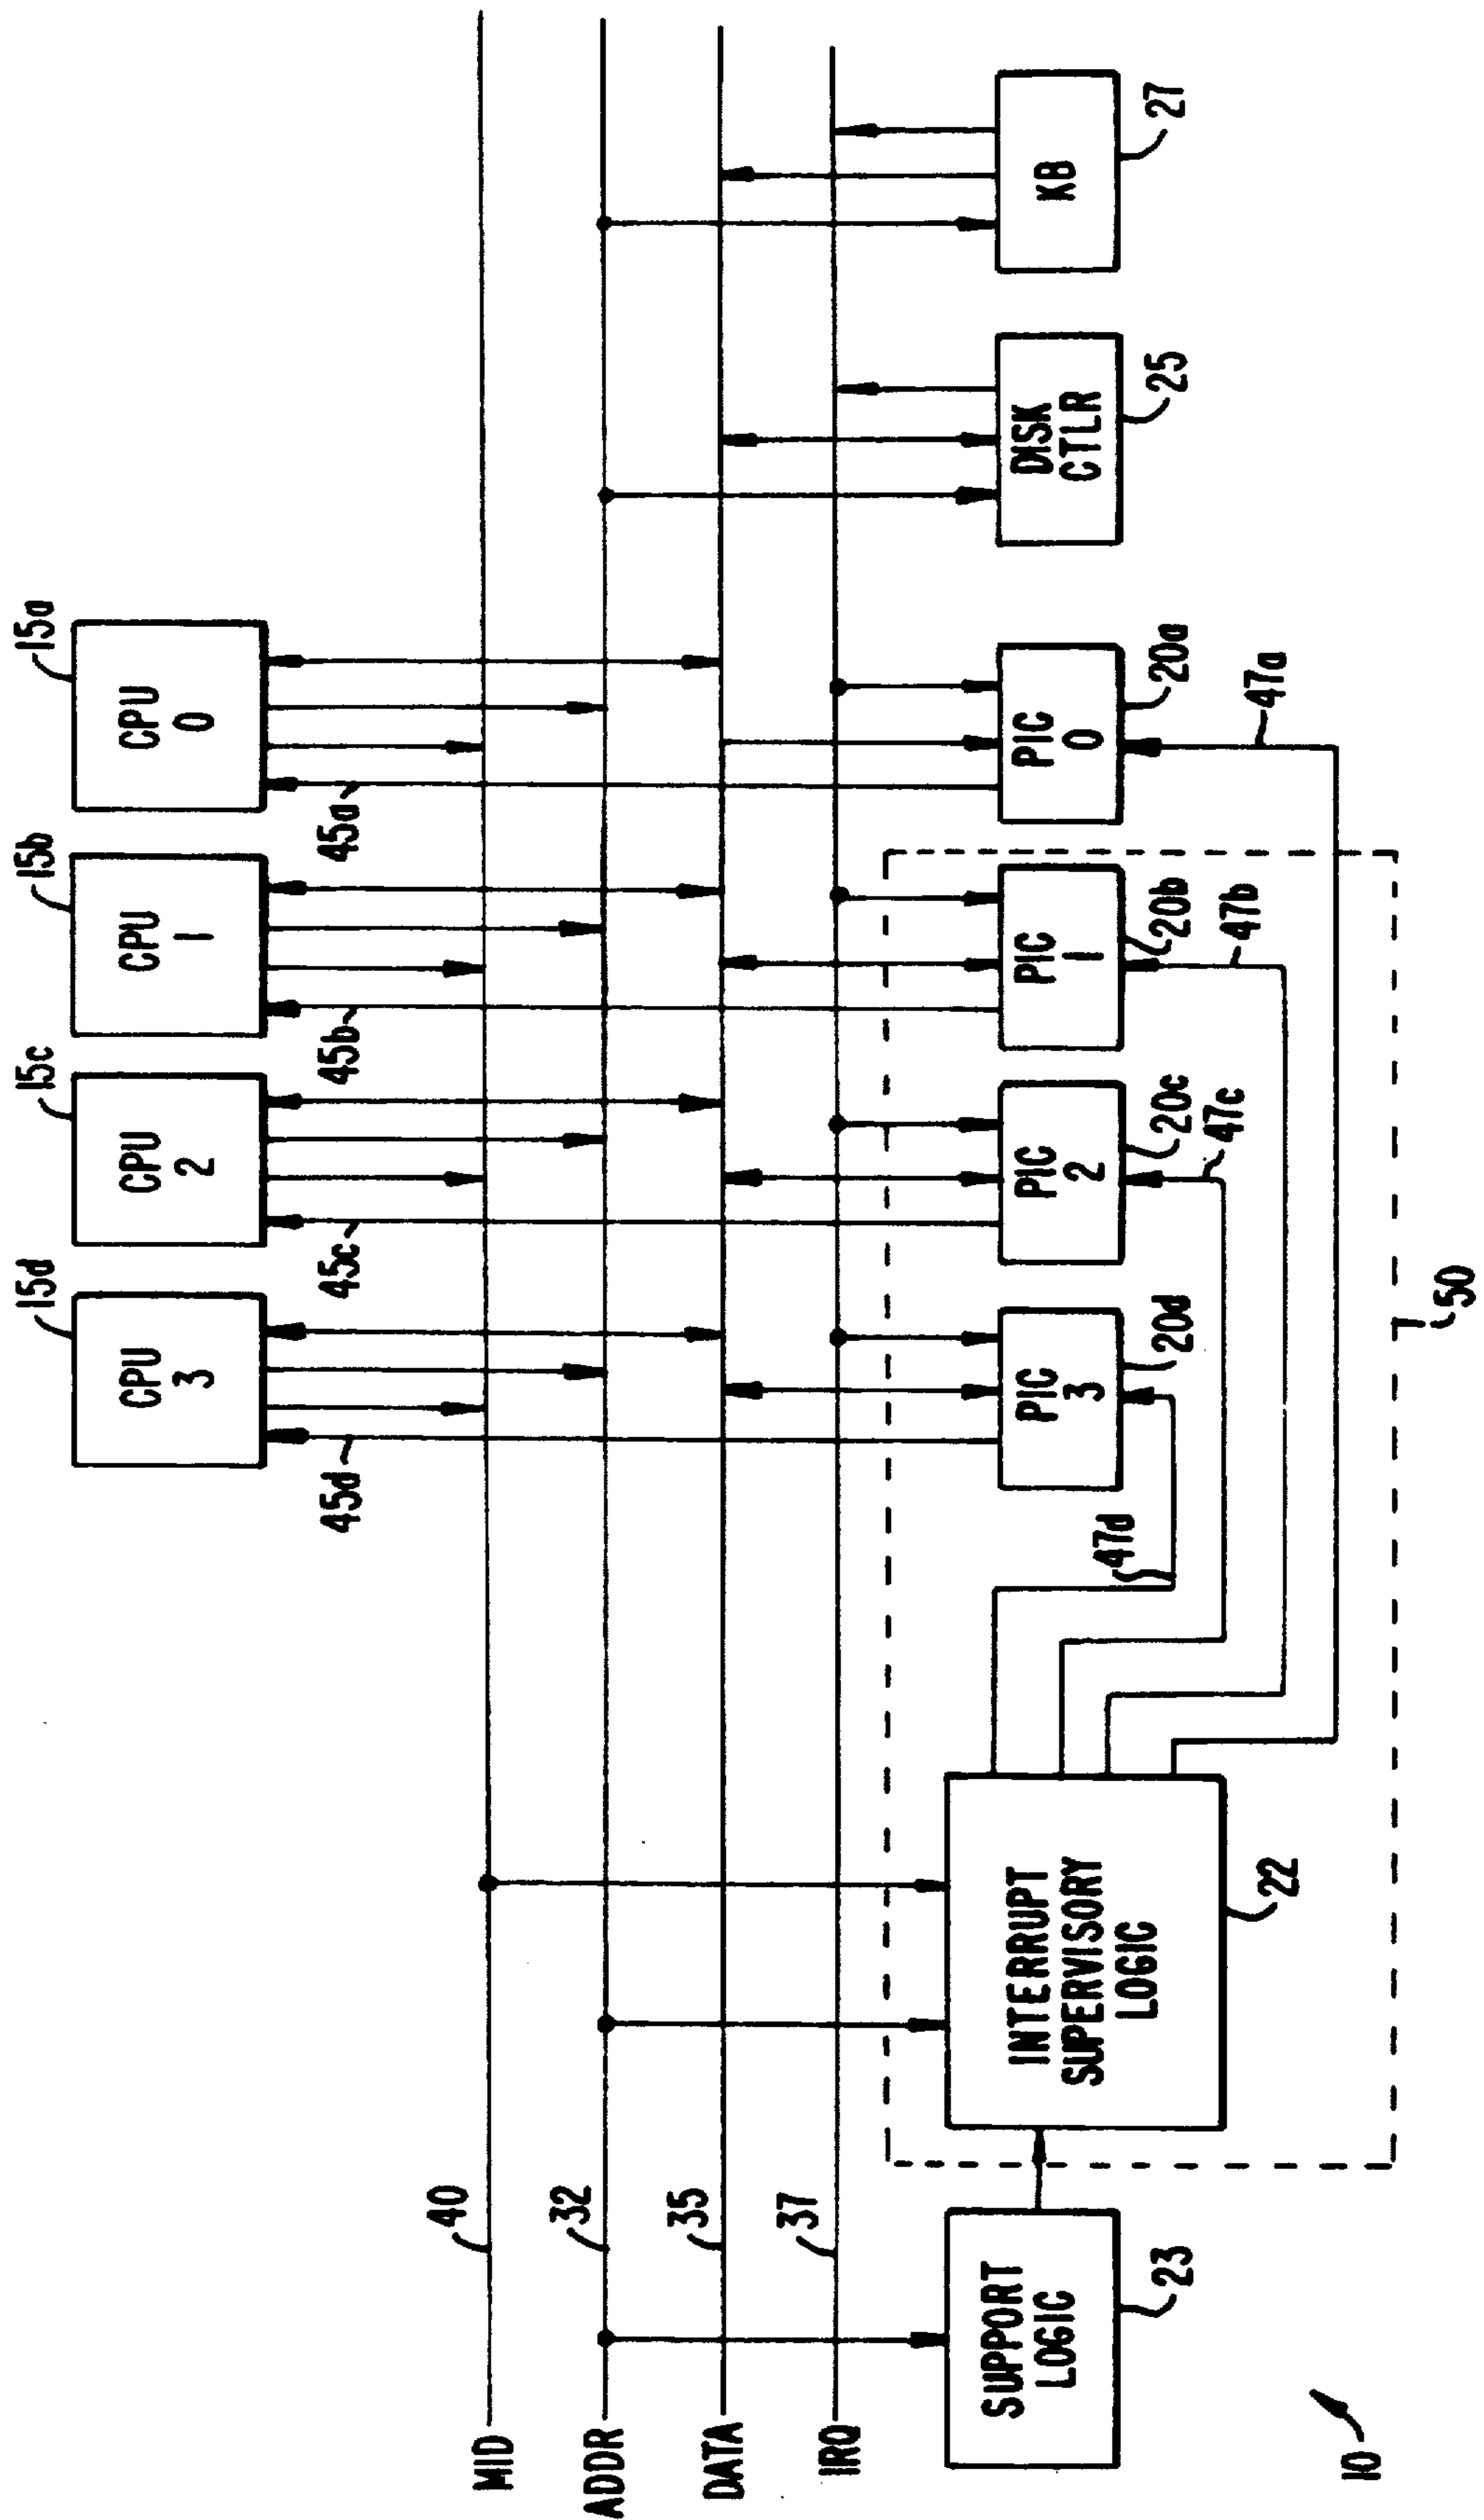 15d
15c
15b
15a
CPU
3
CPU
2
CPU
1
CPU
0
45d
45c
45b
45a
MID
40
ADDR
32
DATA
35
IRQ
37
SUPPORT
LOGIC
23
INTERRUPT
SUPERVISORY
LOGIC
22
PIC
3
20d
47d
PIC
2
20c
47c
PIC
1
20b
47b
PIC
0
20a
47a
DISK
CTLR
25
KB
27
50
10